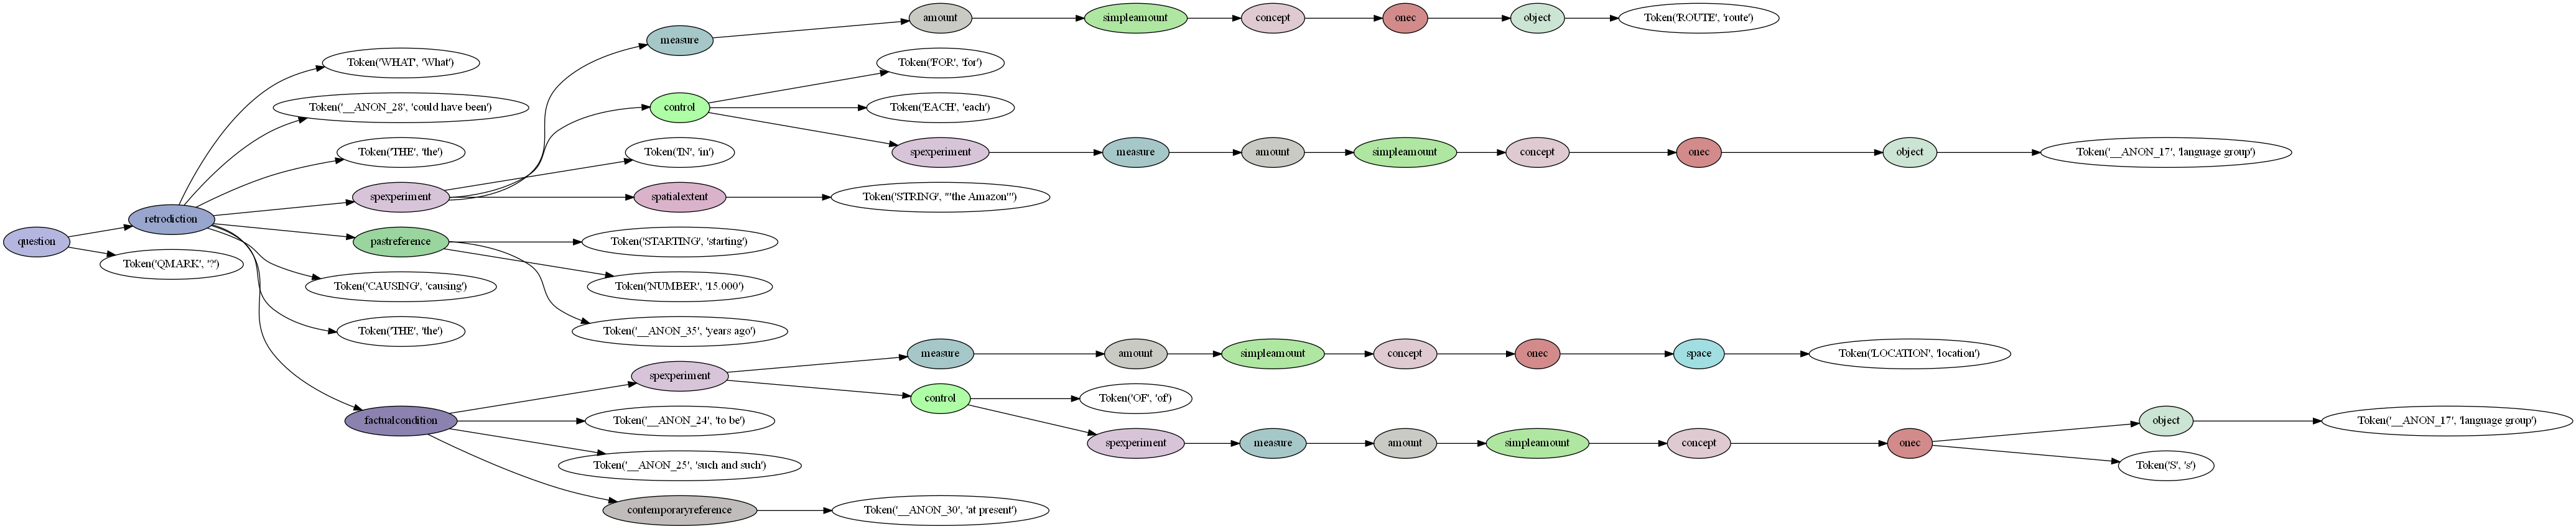 question
retrodiction
Token('QMARK', '?')
Token('WHAT', 'What')
Token('__ANON_28', 'could have been')
Token('THE', 'the')
spexperiment
pastreference
Token('CAUSING', 'causing')
Token('THE', 'the')
factualcondition
measure
control
Token('IN', 'in')
spatialextent
Token('STARTING', 'starting')
Token('NUMBER', '15.000')
Token('__ANON_35', 'years ago')
spexperiment
Token('__ANON_24', 'to be')
Token('__ANON_25', 'such and such')
contemporaryreference
amount
Token('FOR', 'for')
Token('EACH', 'each')
spexperiment
Token('STRING', "'the Amazon'")
measure
control
Token('__ANON_30', 'at present')
simpleamount
concept
onec
object
Token('ROUTE', 'route')
measure
amount
simpleamount
concept
onec
object
Token('__ANON_17', 'language group')
amount
simpleamount
concept
onec
space
Token('LOCATION', 'location')
Token('OF', 'of')
spexperiment
measure
amount
simpleamount
concept
onec
object
Token('S', 's')
Token('__ANON_17', 'language group')